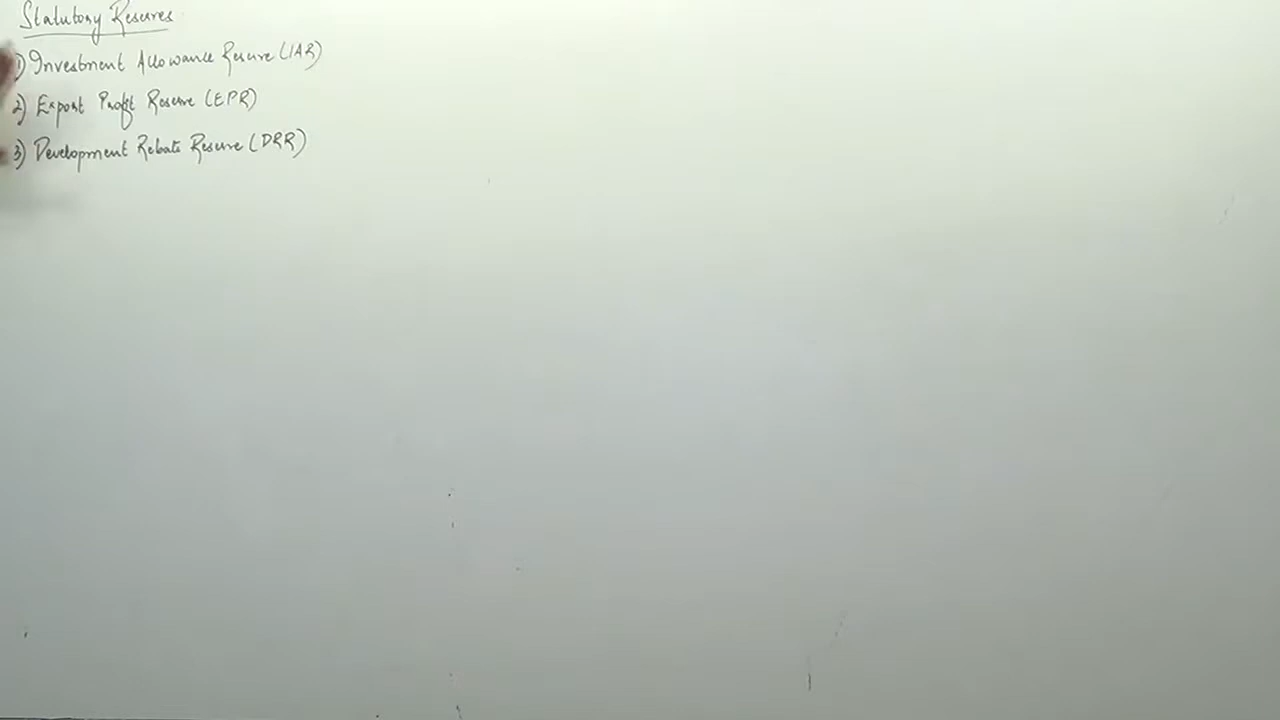 Statutory Reserves
1) Investment Allowance Reserve (IAR)
2) Export Profit Reserve (EPR)
3) Development Rebate Reserve (DRR)